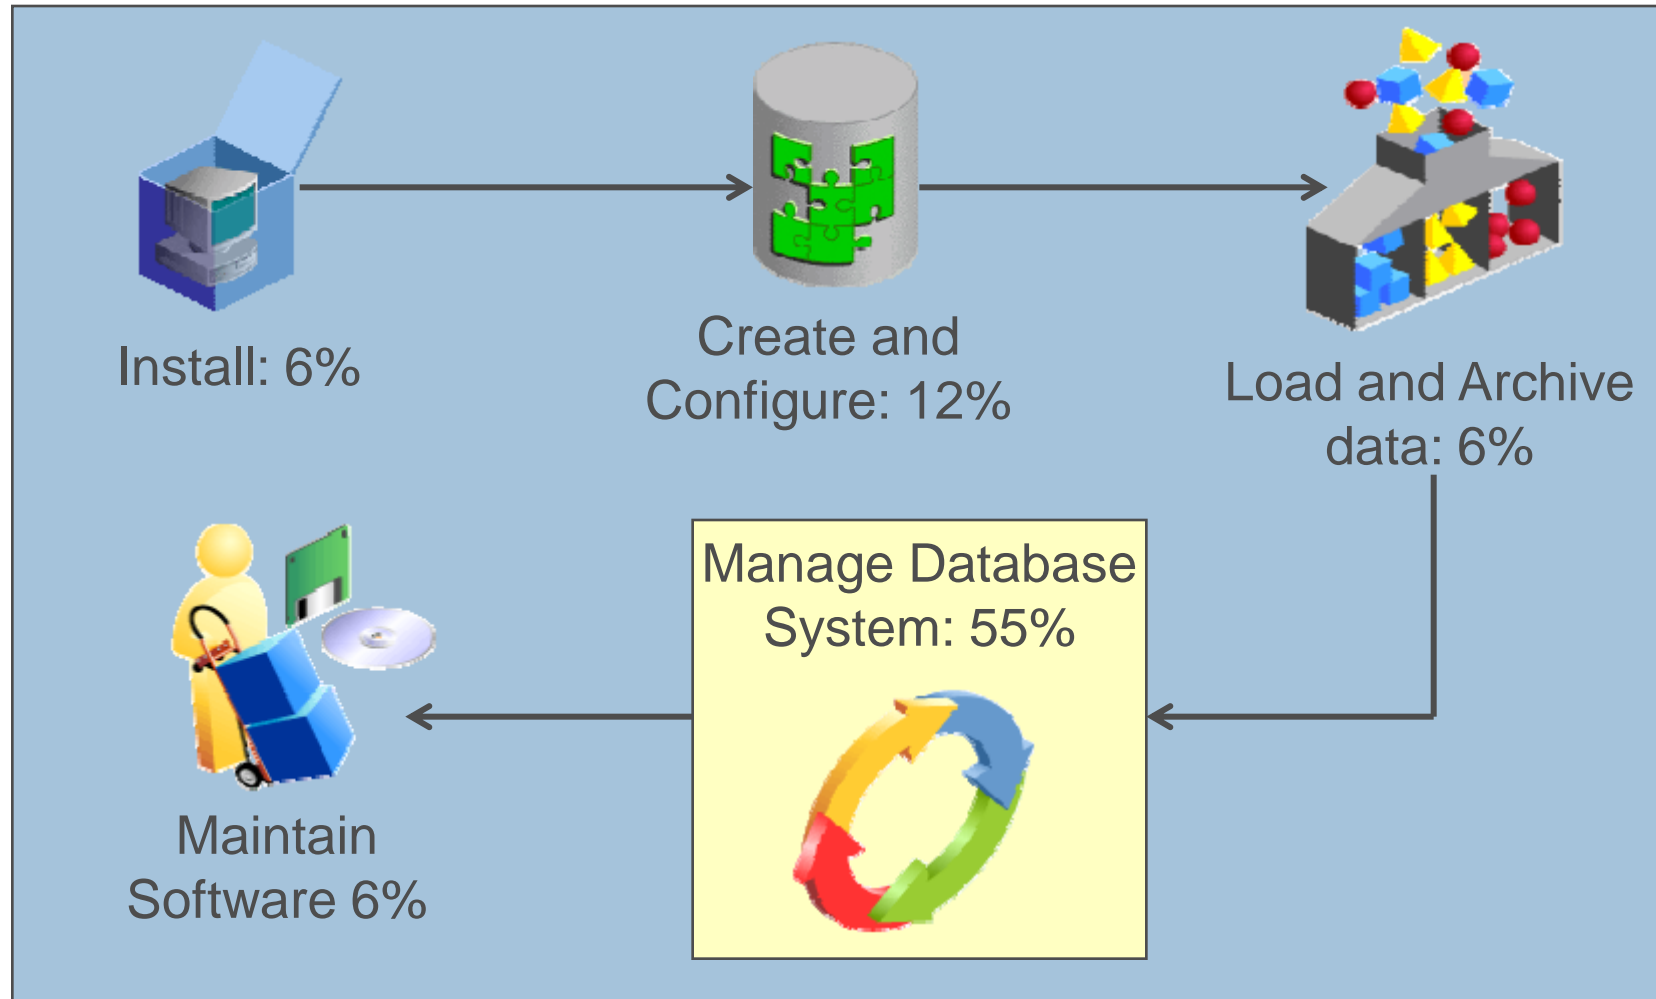 Install: 6%
Create and
Configure: 12%
Load and Archive
data: 6%
Manage Database
System: 55%
Maintain
Software 6%